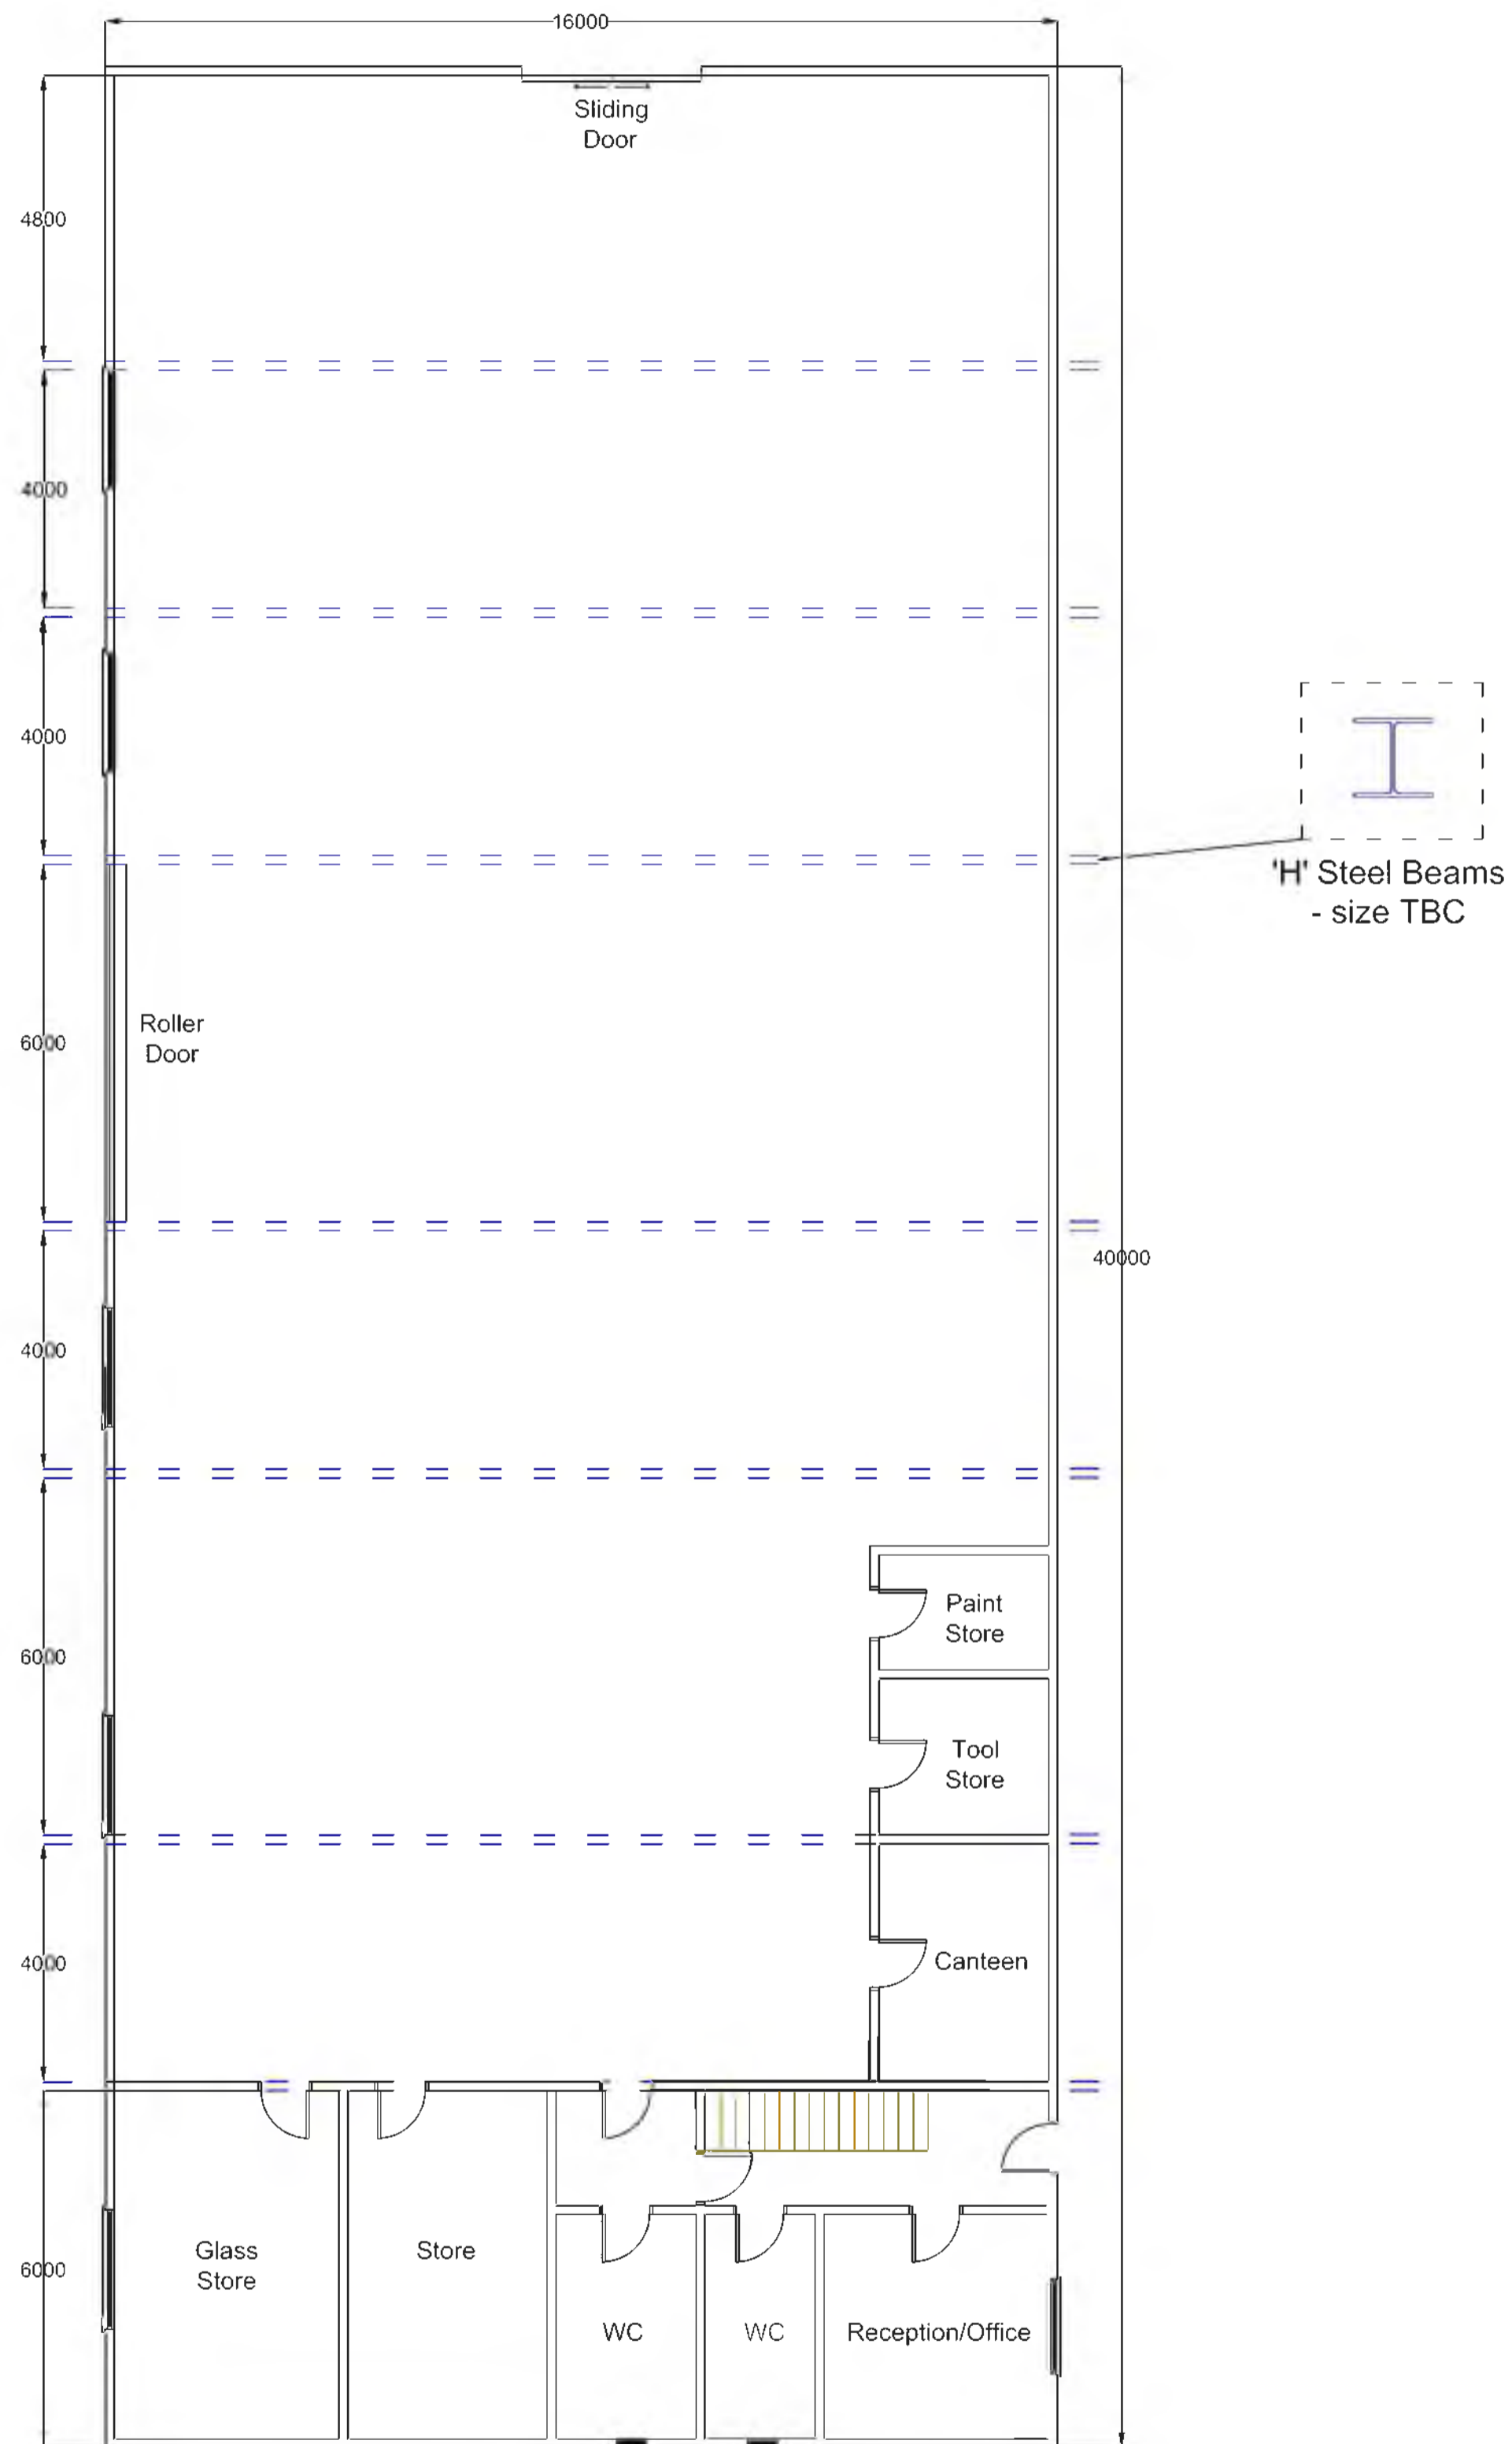 16000
Sliding
Door
4800
4000
4000
'H' Steel Beams
- size TBC
Roller
Door
6000
40000
4000
Paint
Store
6000
Tool
Store
Canteen
4000
Glass
Store
Store
6000
WC
WC
Reception/Office